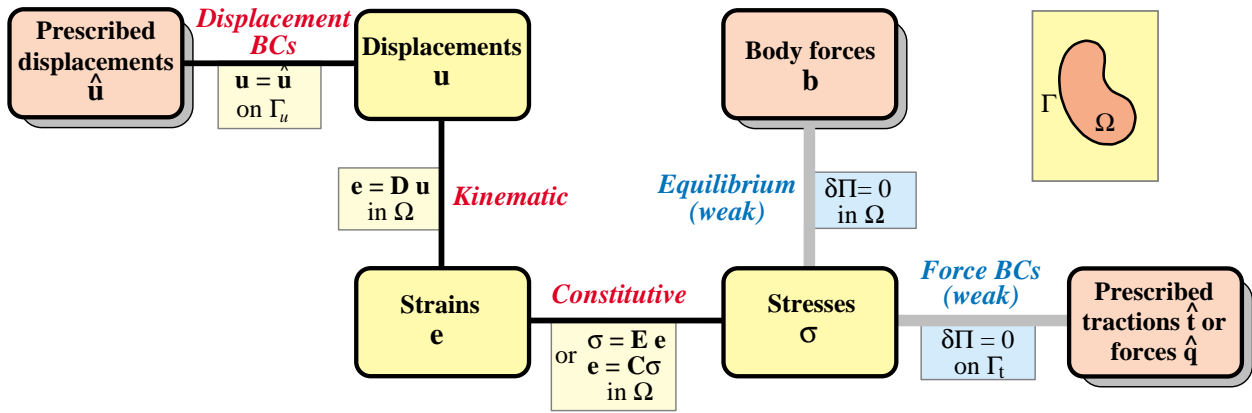 Prescribed
displacements
û
Displacement
BCs
u = û
on Γu
Displacements
u
Body forces
b
Γ
Ω
e = D u
in Ω
Kinematic
Equilibrium
(weak)
δΠ= 0
in Ω
Strains
e
Constitutive
σ = E e
or
e = Cσ
in Ω
Stresses
σ
Force BCs
(weak)
δΠ = 0
on Γt
Prescribed
tractions t̂ or
forces q̂